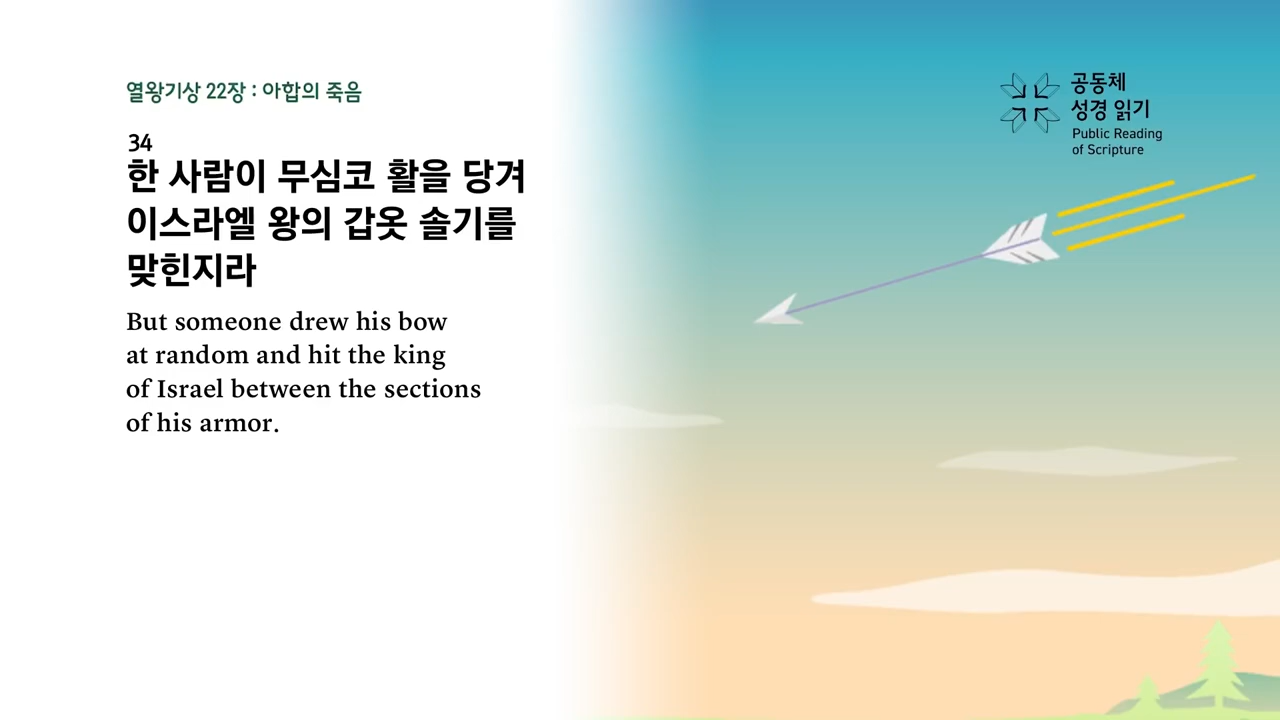 열왕기상 22장 : 아합의 죽음
34
한 사람이 무심코 활을 당겨
이스라엘 왕의 갑옷 솔기를
맞힌지라
But someone drew his bow
at random and hit the king
of Israel between the sections
of his armor.
공동체
성경 읽기
Public Reading
of Scripture